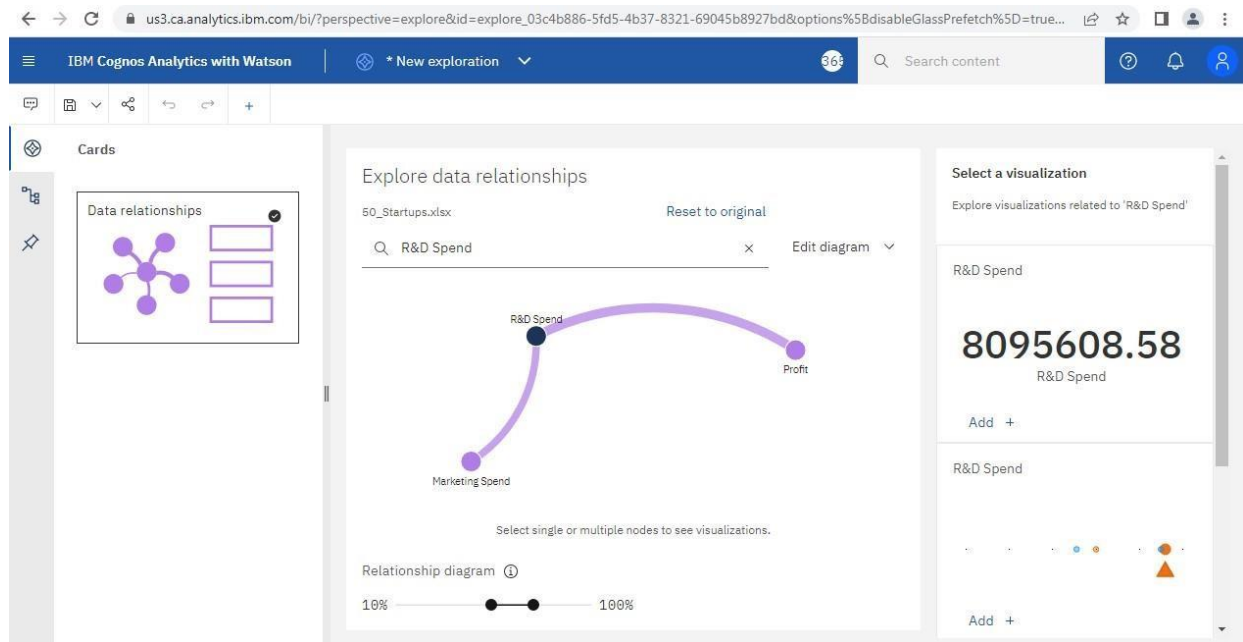 us3.ca.analytics.ibm.com/bi/?perspective=explore&id=explore_03c4b886-5fd5-4b37-8321-69045b8927bd&options%5BdisableGlassPrefetch%5D=true...
IBM Cognos Analytics with Watson
* New exploration
Search content
Cards
Data relationships
Explore data relationships
50_Startups.xlsx
Reset to original
R&D Spend
Edit diagram
R&D Spend
Profit
Marketing Spend
Select single or multiple nodes to see visualizations.
Relationship diagram
10%
100%
Select a visualization
Explore visualizations related to 'R&D Spend'
R&D Spend
8095608.58
R&D Spend
Add +
R&D Spend
Add +